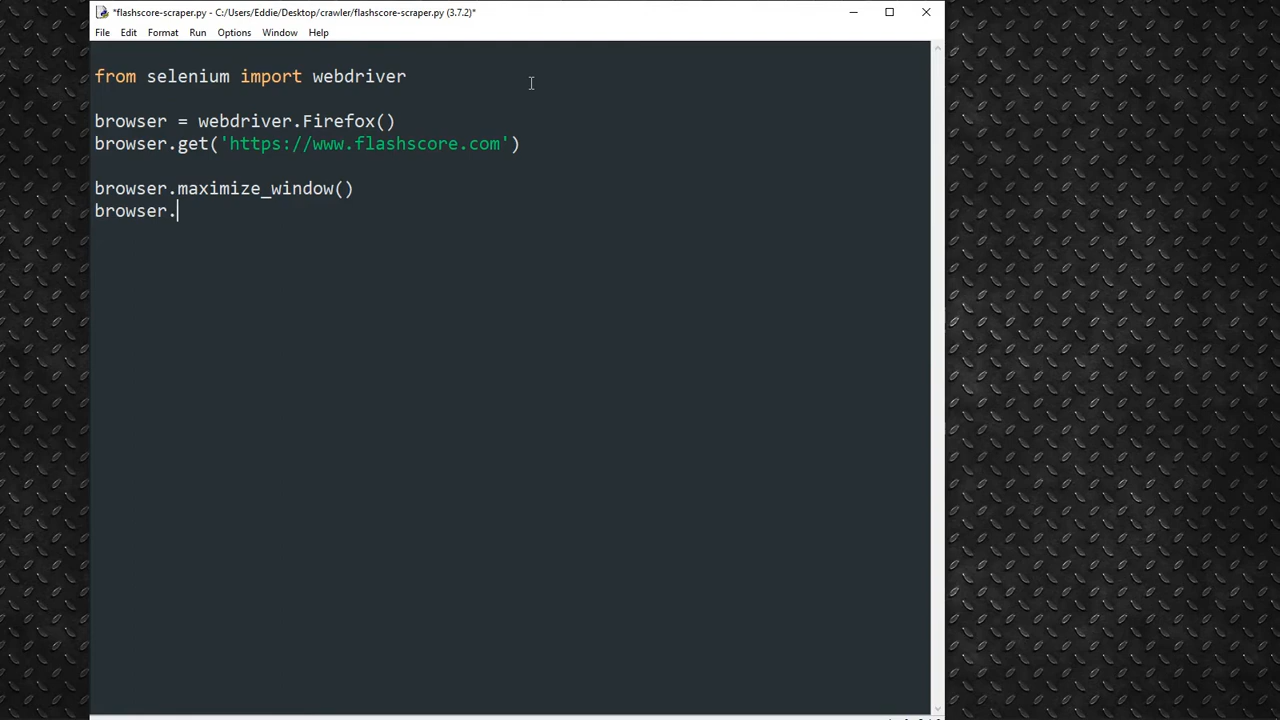 *flashscore-scraper.py - C:/Users/Eddie/Desktop/crawler/flashscore-scraper.py (3.7.2)*
File Edit Format Run Options Window Help
from selenium import webdriver
browser = webdriver.Firefox()
browser.get('https://www.flashscore.com')
browser.maximize_window()
browser.